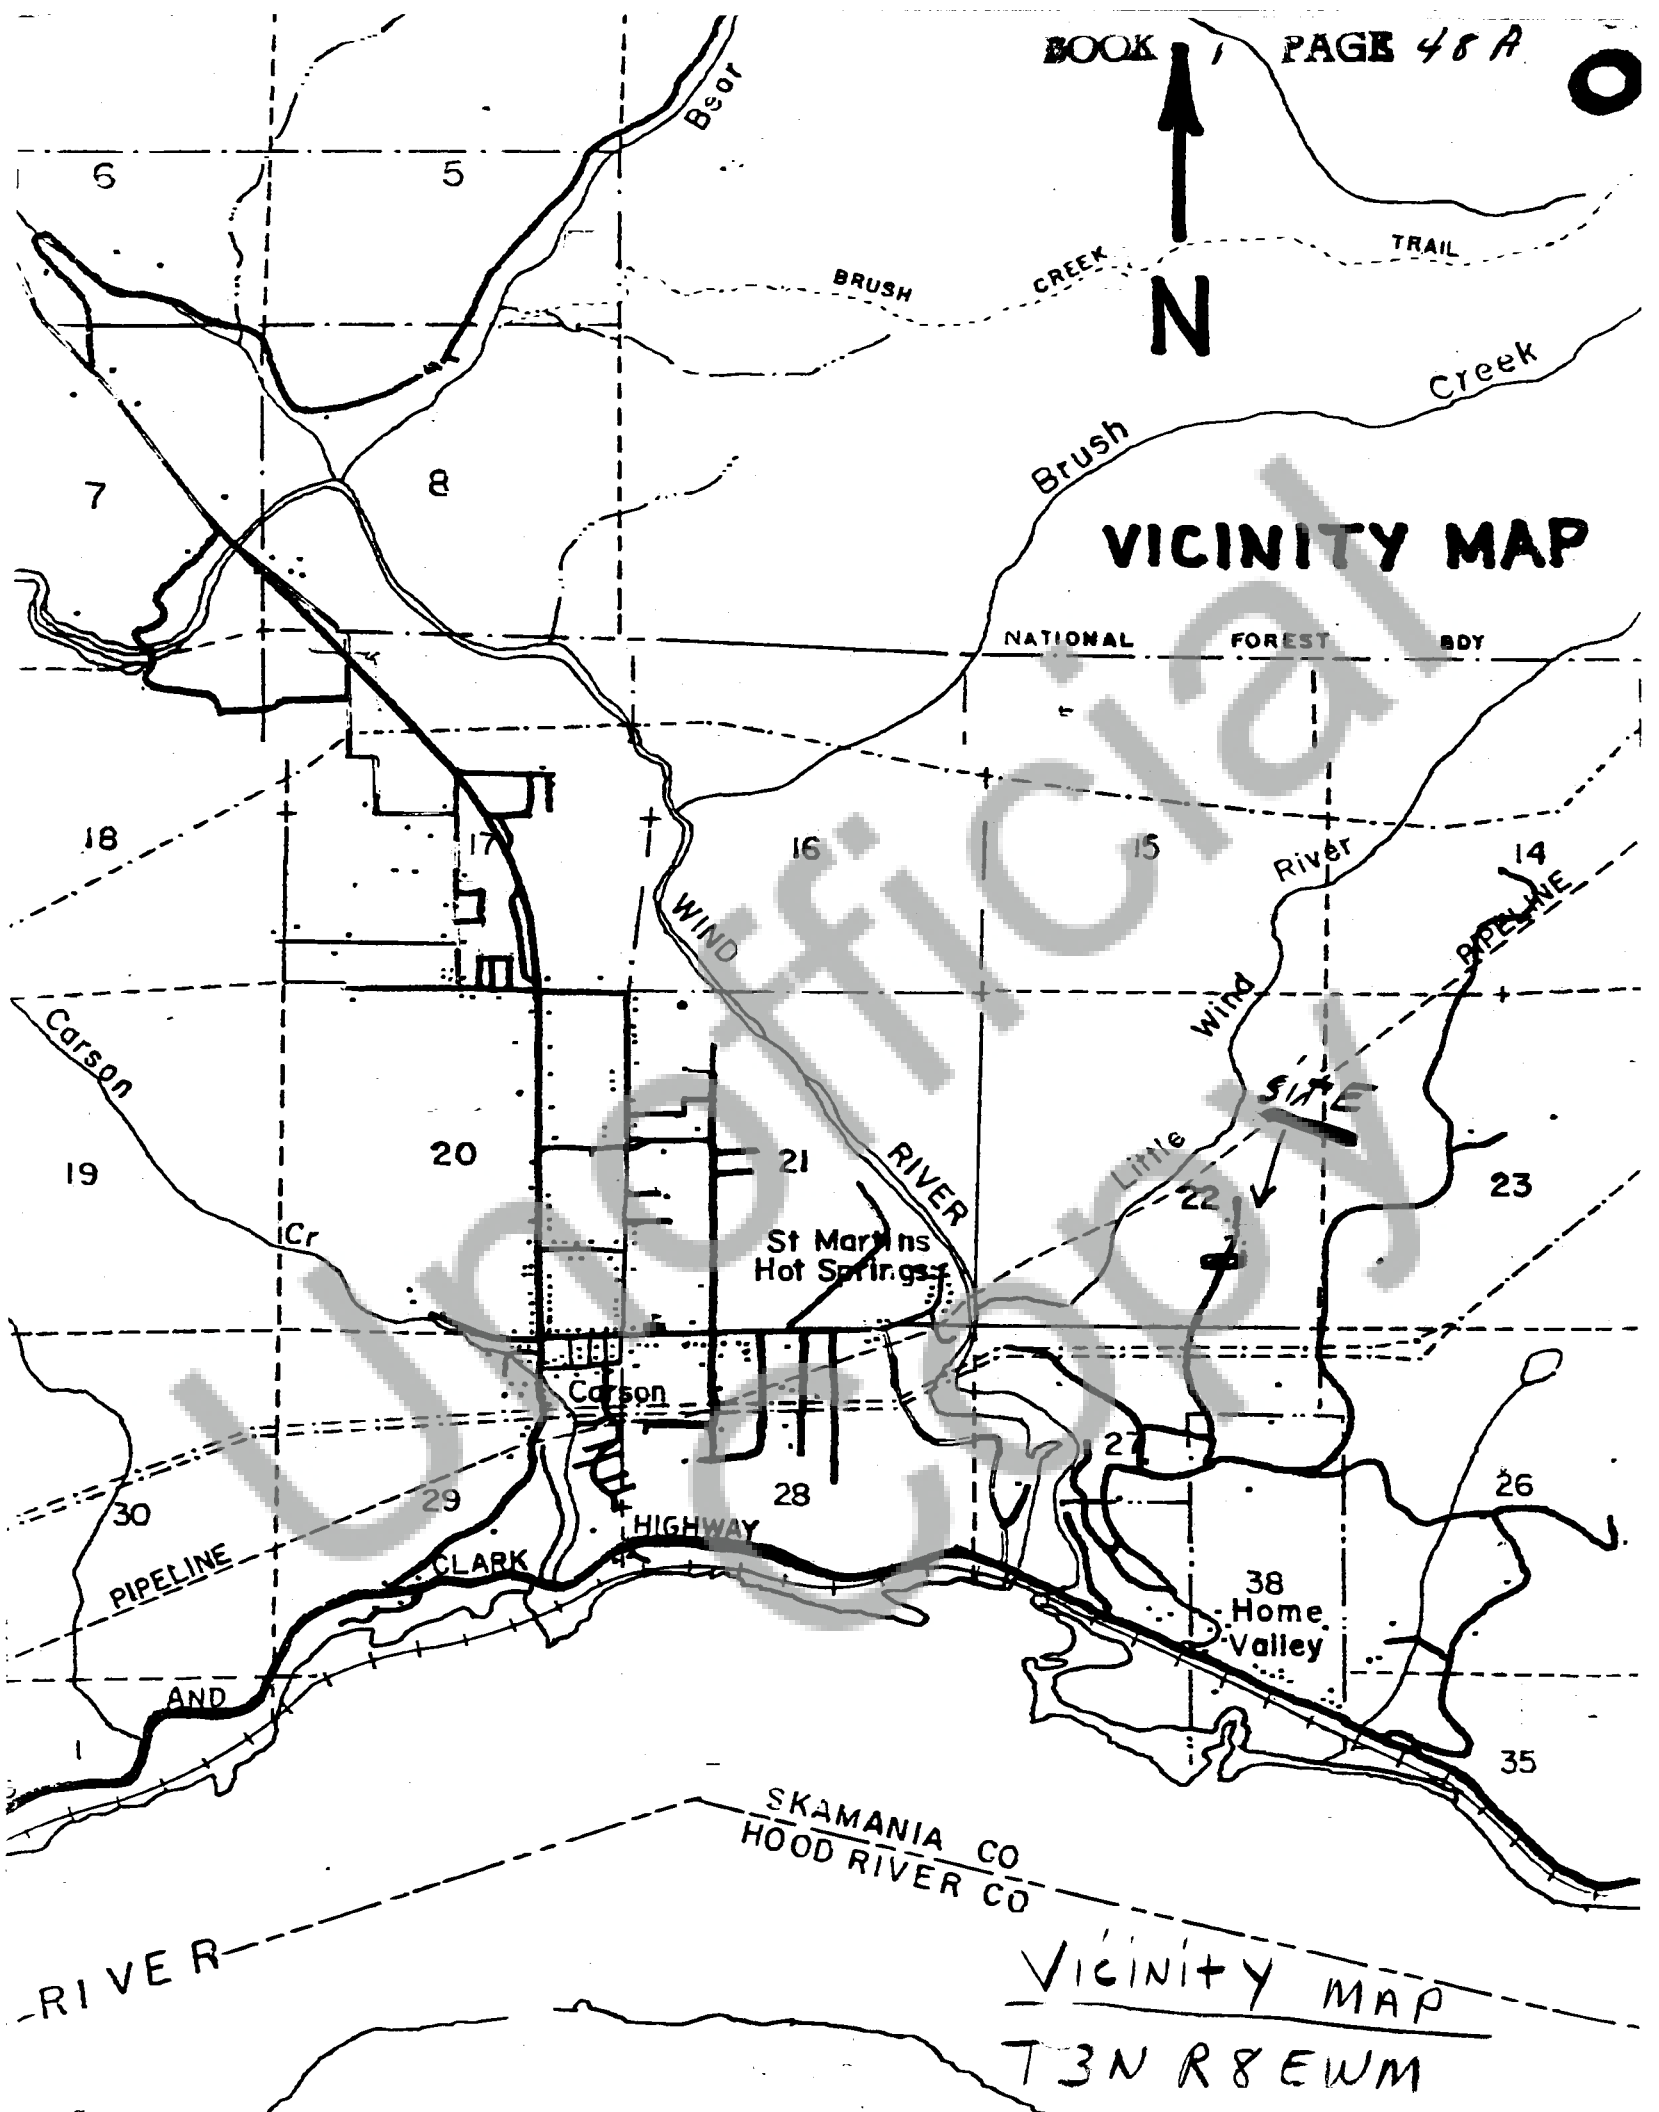 BOOK 1 PAGE 48 A
Bear
6
5
BRUSH CREEK TRAIL
N
Brush Creek
7
8
VICINITY MAP
NATIONAL FOREST BDY
18
17
16
15
River
14
PIPELINE
WIND
Carson
Wind
SITE
19
20
21
RIVER
Little
22
23
Cr
St Martins
Hot Springs
Carson
27
30
29
28
26
HIGHWAY
PIPELINE
CLARK
38
Home
Valley
AND
1
35
SKAMANIA CO
HOOD RIVER CO
RIVER
Vicinity MAP
T 3 N R 8 E W M
Unofficial
Copy